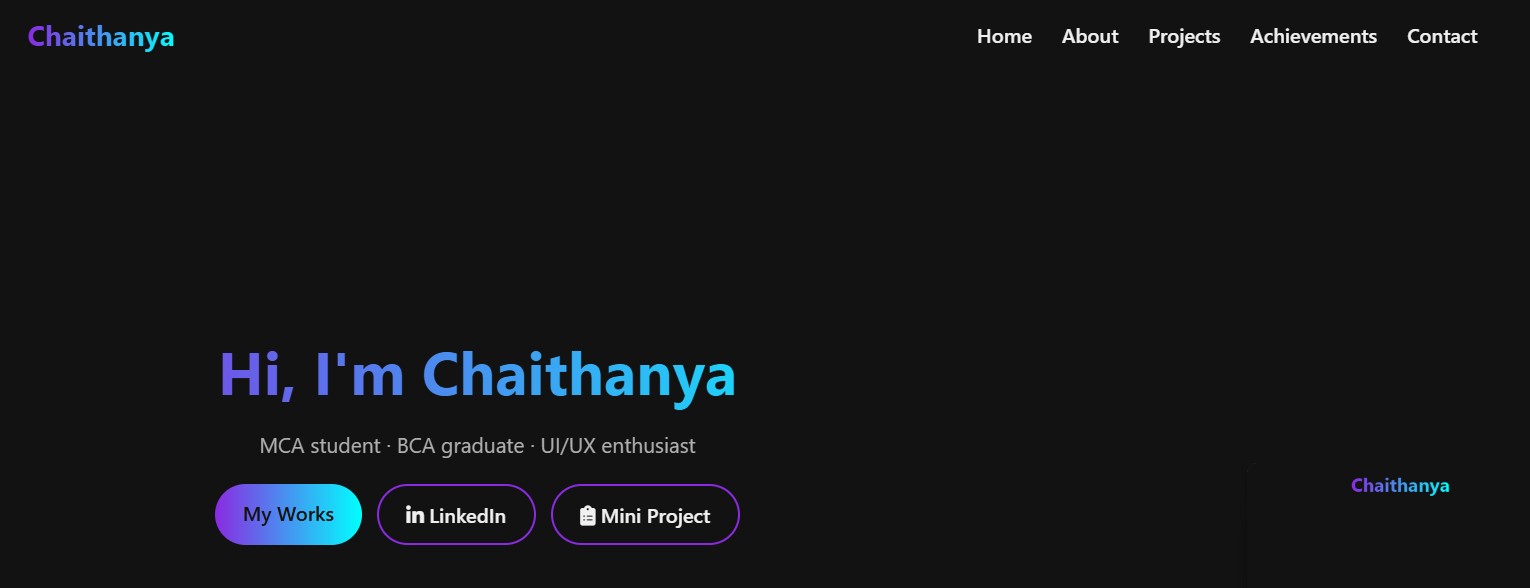 Chaithanya
Home About Projects Achievements Contact
Hi, I'm Chaithanya
MCA student · BCA graduate · UI/UX enthusiast
My Works
in LinkedIn
Mini Project
Chaithanya